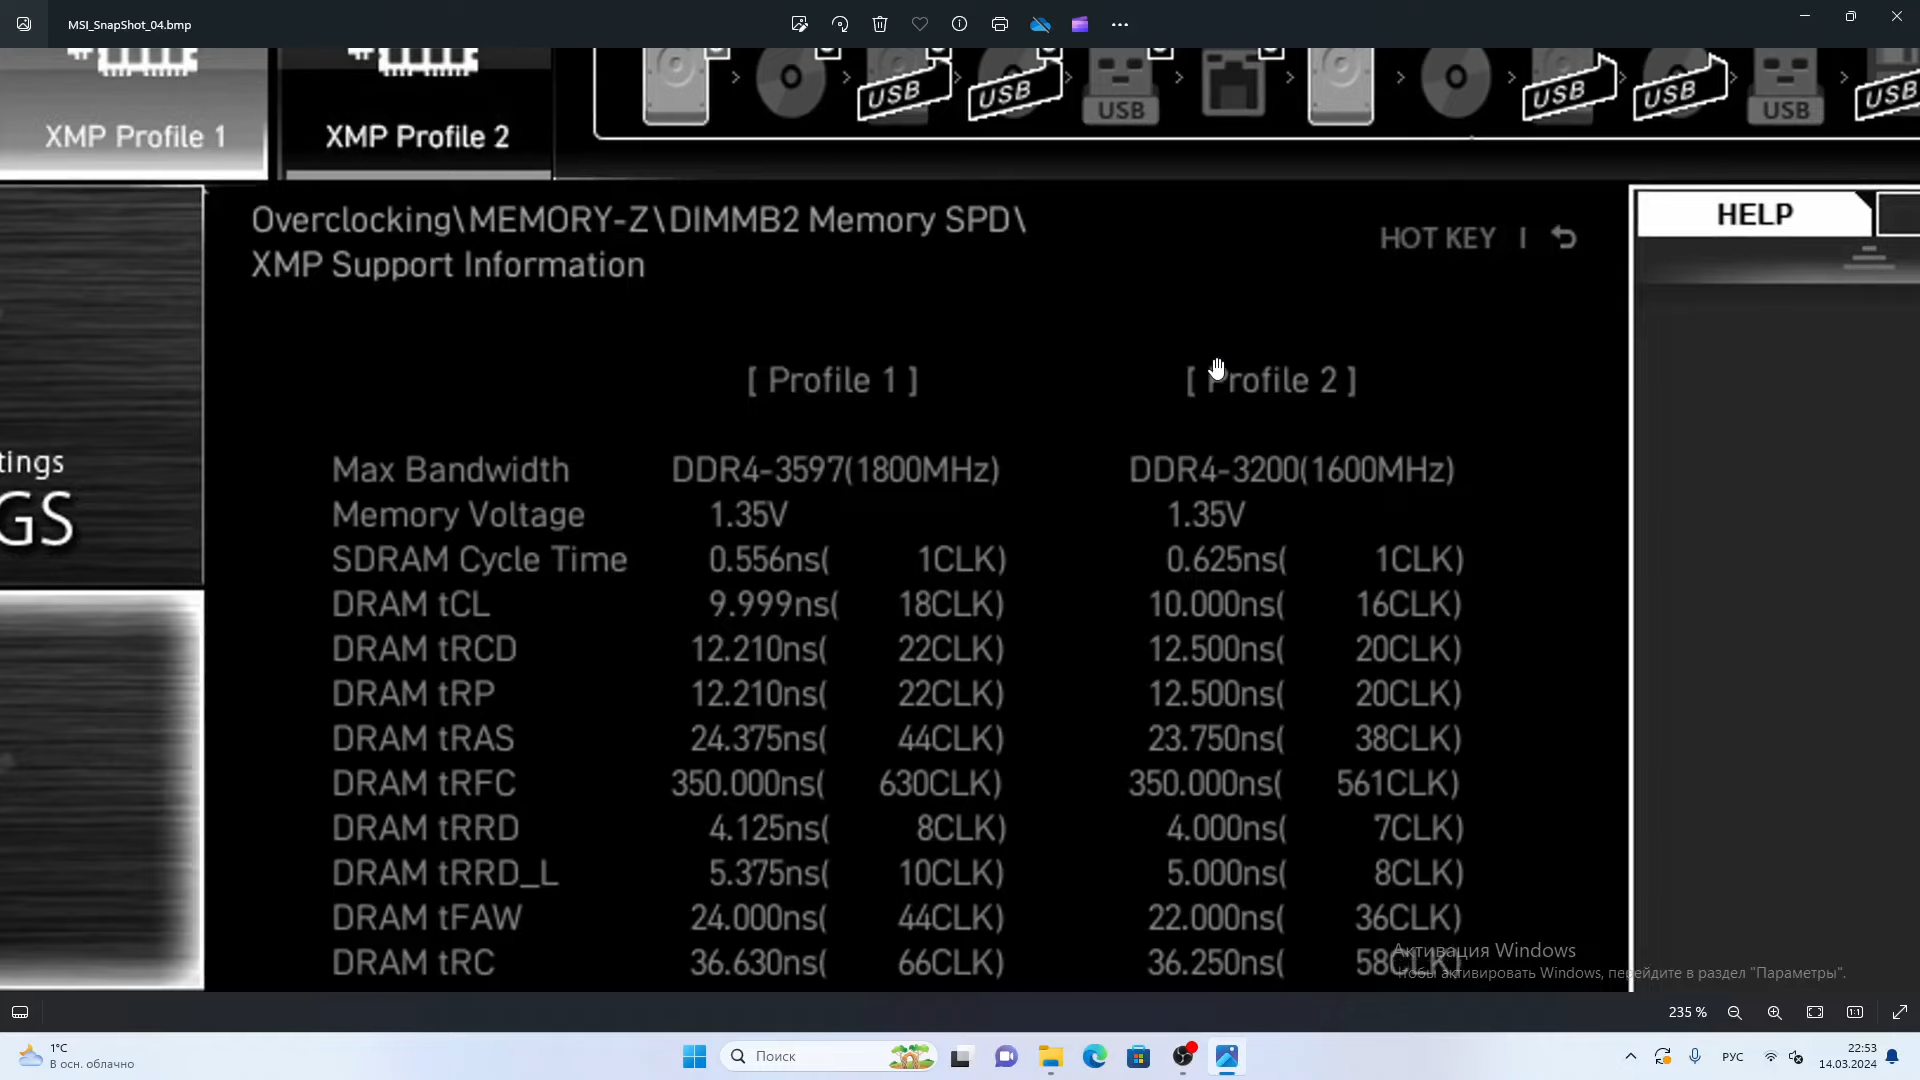 MSI_SnapShot_04.bmp
XMP Profile 1
XMP Profile 2
USB
USB
USB
USB
USB
USB
USB
Overclocking\MEMORY-Z\DIMMB2 Memory SPD\
XMP Support Information
HOT KEY |
HELP
[ Profile 1 ] [ Profile 2 ]
tings
GS
Max Bandwidth DDR4-3597(1800MHz) DDR4-3200(1600MHz)
Memory Voltage 1.35V 1.35V
SDRAM Cycle Time 0.556ns( 1CLK) 0.625ns( 1CLK)
DRAM tCL 9.999ns( 18CLK) 10.000ns( 16CLK)
DRAM tRCD 12.210ns( 22CLK) 12.500ns( 20CLK)
DRAM tRP 12.210ns( 22CLK) 12.500ns( 20CLK)
DRAM tRAS 24.375ns( 44CLK) 23.750ns( 38CLK)
DRAM tRFC 350.000ns( 630CLK) 350.000ns( 561CLK)
DRAM tRRD 4.125ns( 8CLK) 4.000ns( 7CLK)
DRAM tRRD_L 5.375ns( 10CLK) 5.000ns( 8CLK)
DRAM tFAW 24.000ns( 44CLK) 22.000ns( 36CLK)
DRAM tRC 36.630ns( 66CLK) 36.250ns( 58CLK)
Активация Windows
Чтобы активировать Windows, перейдите в раздел "Параметры".
235 %
1:1
1°C
В осн. облачно
Поиск
РУС
22:53
14.03.2024